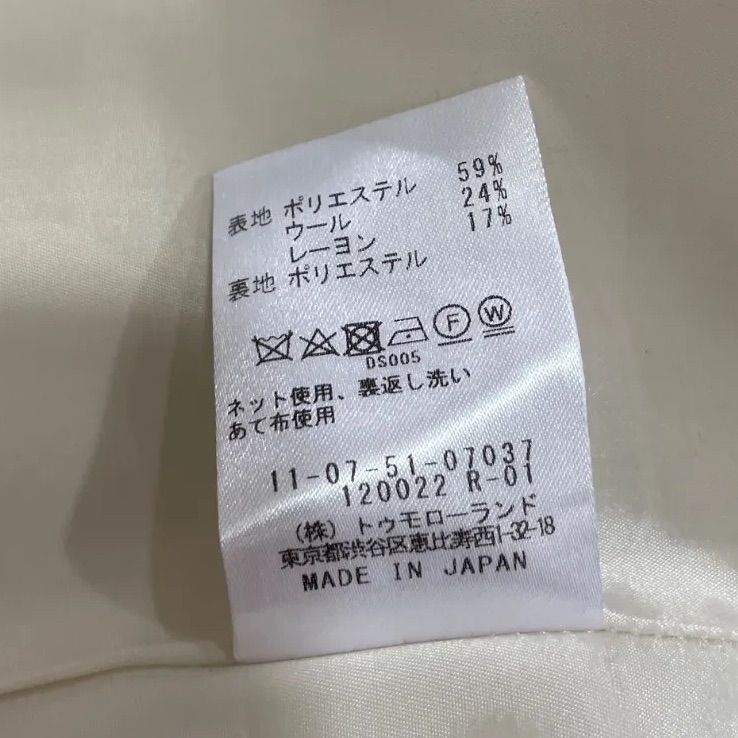 表地 ポリエステル 59%
ウール 24%
レーヨン 17%
裏地 ポリエステル
F W
DS005
ネット使用、裏返し洗い
あて布使用
11-07-51-07037
120022 R-01
(株) トゥモローランド
東京都渋谷区恵比寿西1-32-18
MADE IN JAPAN